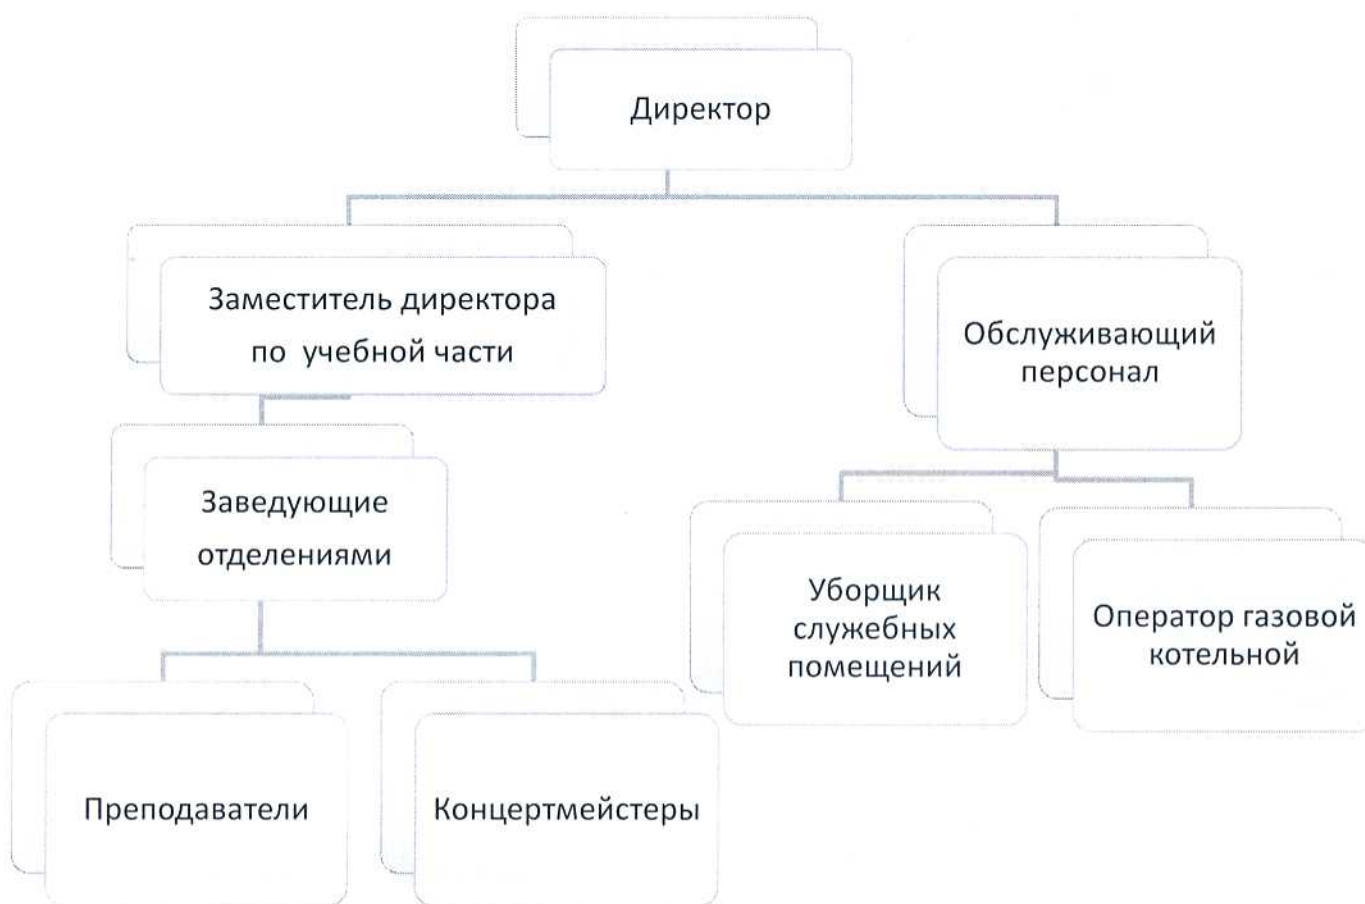 Директор
Заместитель директора
по учебной части
Обслуживающий
персонал
Заведующие
отделениями
Уборщик
служебных
помещений
Оператор газовой
котельной
Преподаватели
Концертмейстеры